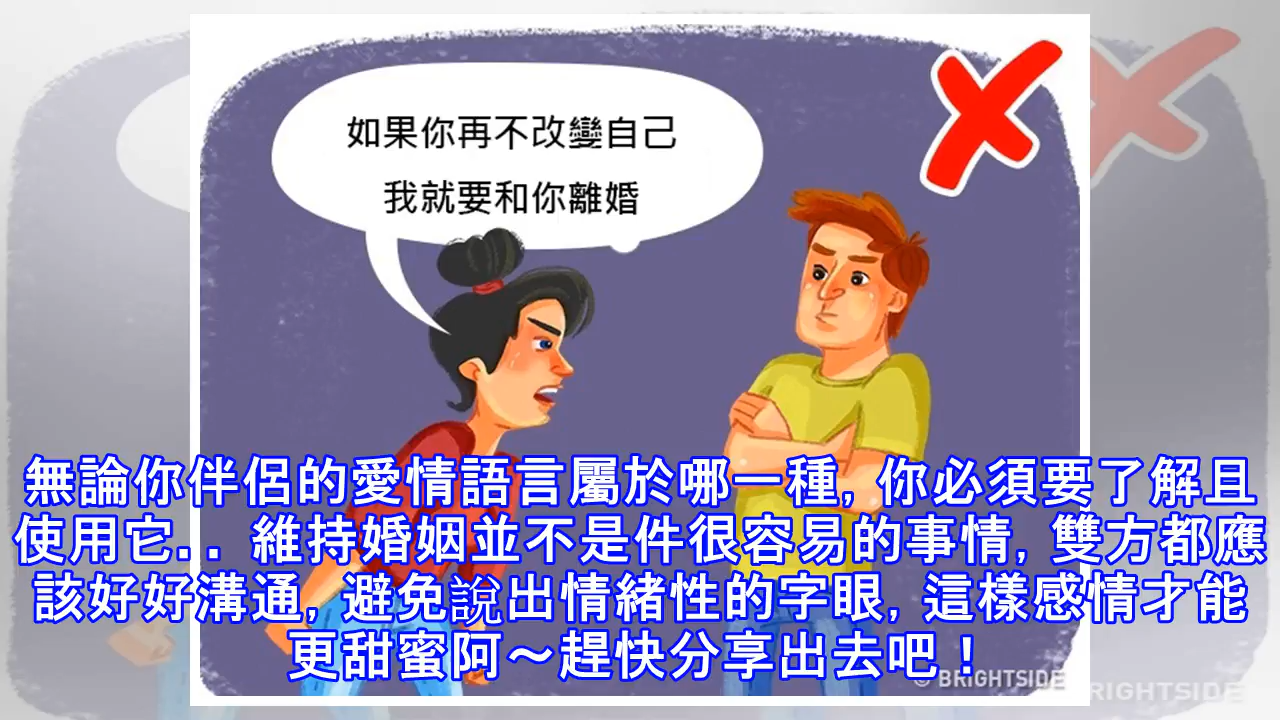 如果你再不改變自己
我就要和你離婚
無論你伴侶的愛情語言屬於哪一種, 你必須要了解且
使用它.. 維持婚姻並不是件很容易的事情, 雙方都應
該好好溝通, 避免說出情緒性的字眼, 這樣感情才能
更甜蜜阿～趕快分享出去吧！
© BRIGHTSIDE
RIGHTSIDE